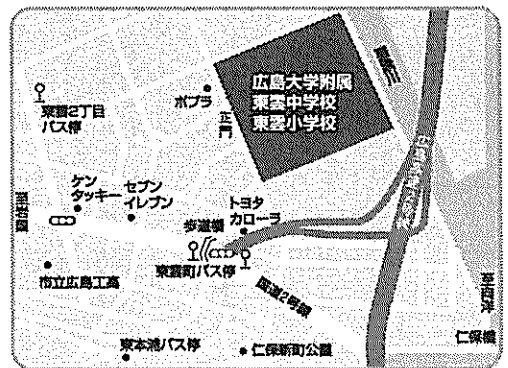 広島大学附属
東雲中学校
東雲小学校
ポプラ
正門
東雲2丁目
バス停
ケン
タッキー
セブン
イレブン
歩道橋
トヨタ
カローラ
東雲町バス停
市立広島工高
国道2号線
東本浦バス停
仁保新町公園
仁保橋